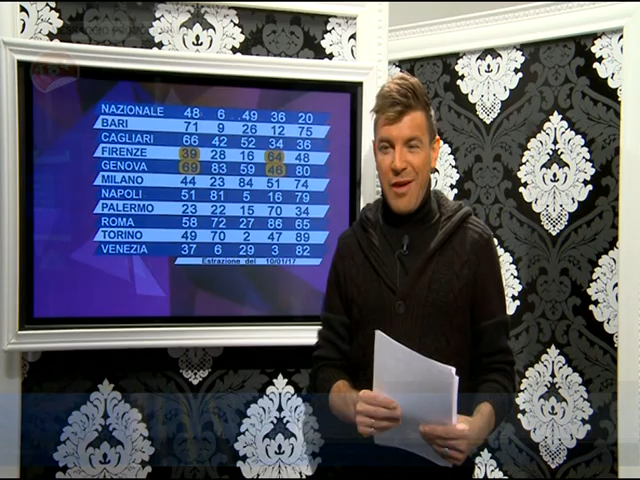 NAZIONALE 48 6 49 36 20
BARI 71 9 26 12 75
CAGLIARI 66 42 52 34 36
FIRENZE 39 28 16 64 48
GENOVA 69 83 59 46 80
MILANO 44 23 84 51 74
NAPOLI 51 81 5 16 79
PALERMO 23 22 15 70 34
ROMA 58 72 27 86 65
TORINO 49 70 2 47 89
VENEZIA 37 6 29 3 82
Estrazione del 10/01/17